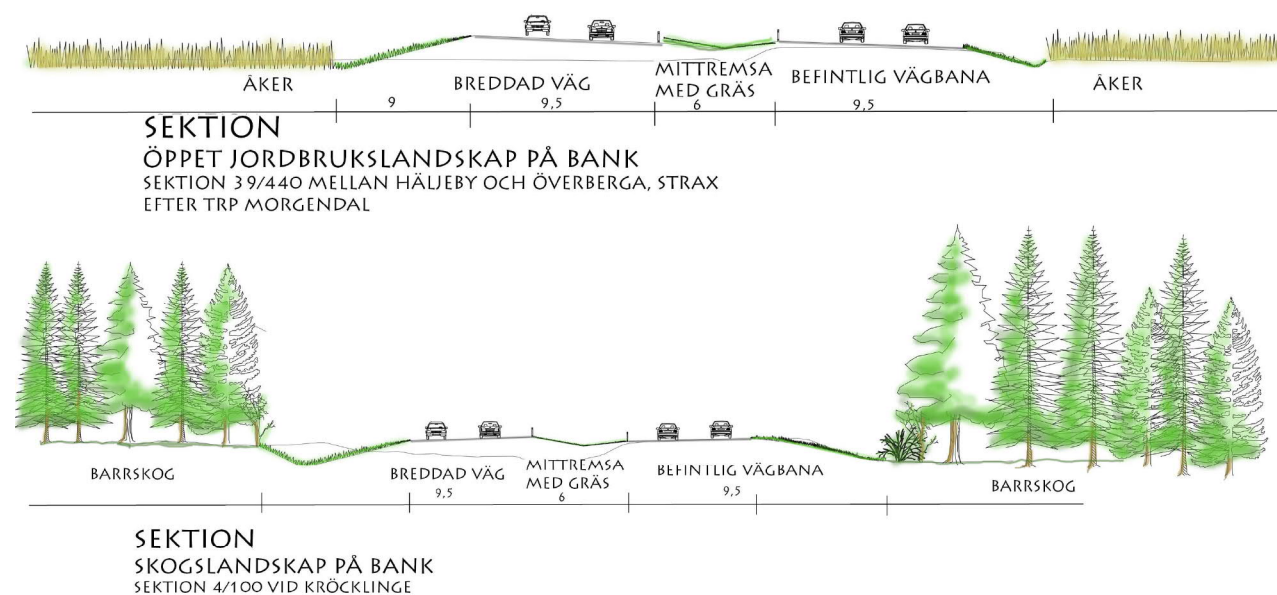 ÅKER
BREDDAD VÄG
MITTREMSA
MED GRÄS
BEFINTLIG VÄGBANA
ÅKER
9
9,5
6
9,5
SEKTION
ÖPPET JORDBRUKSLANDSKAP PÅ BANK
SEKTION 39/440 MELLAN HÄLJEBY OCH ÖVERBERGA, STRAX
EFTER TRP MORGENDAL
BARRSKOG
BREDDAD VÄG
MITTREMSA
MED GRÄS
BEFINTLIG VÄGBANA
BARRSKOG
9,5
6
9,5
SEKTION
SKOGSLANDSKAP PÅ BANK
SEKTION 4/100 VID KRÖCKLINGE